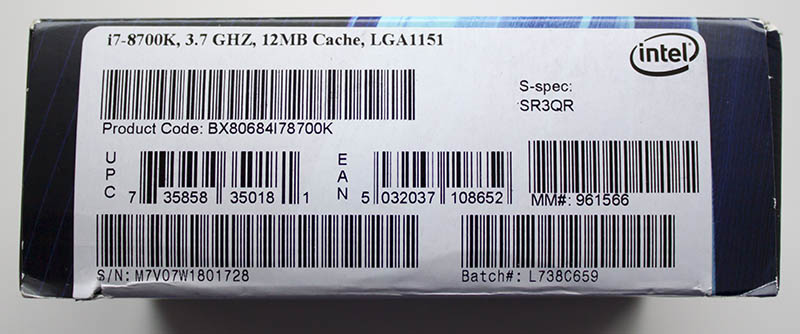 i7-8700K, 3.7 GHZ, 12MB Cache, LGA1151
intel
S-spec:
SR3QR
Product Code: BX80684I78700K
UPC 7 35858 35018 1
EAN 5 032037 108652
MM#: 961566
S/N: M7V07W1801728
Batch#: L738C659